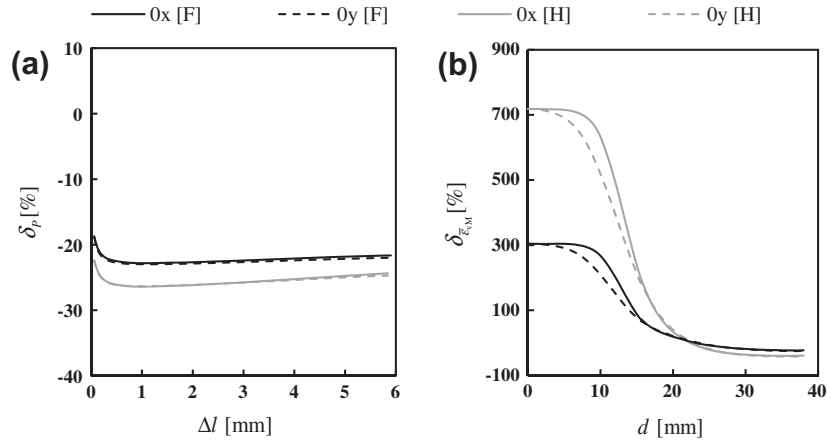 0x [F] 0y [F] 0x [H] 0y [H]
(a)
20
10
0
-10
-20
-30
-40
δP [%]
0 1 2 3 4 5 6
Δl [mm]
(b)
900
700
500
300
100
-100
δε̄vM [%]
0 10 20 30 40
d [mm]